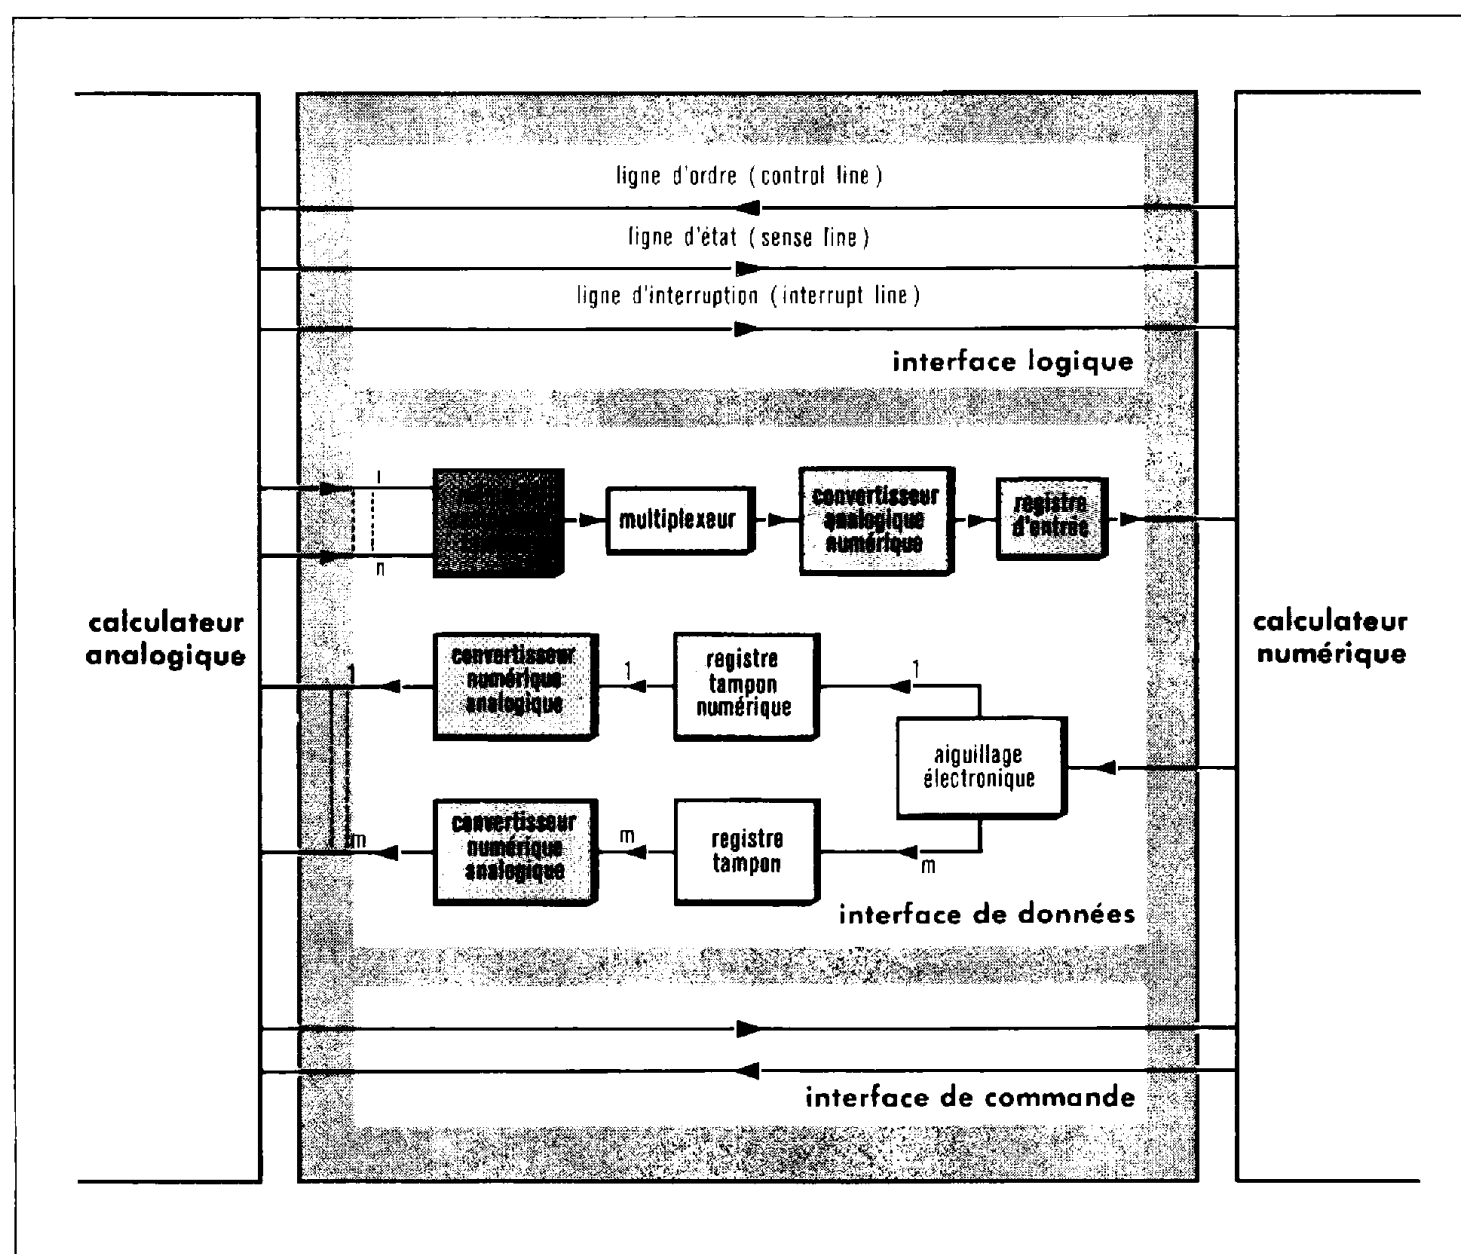 ligne d'ordre (control line)
ligne d'état (sense line)
ligne d'interruption (interrupt line)
interface logique
1
n
multiplexeur
convertisseur
analogique
numérique
registre
d'entrée
calculateur
analogique
calculateur
numérique
1
convertisseur
numérique
analogique
1
registre
tampon
numérique
1
aiguillage
électronique
m
convertisseur
numérique
analogique
m
registre
tampon
m
interface de données
interface de commande